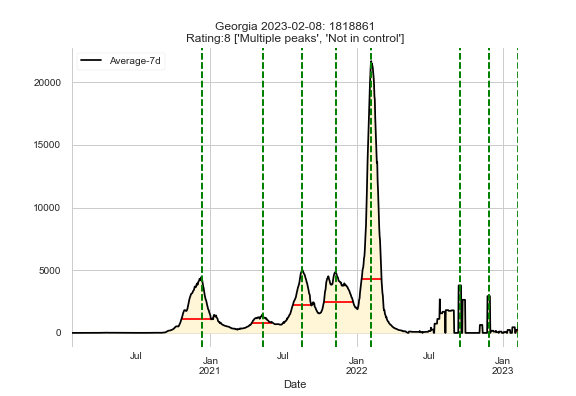 Georgia 2023-02-08: 1818861
Rating:8 ['Multiple peaks', 'Not in control']
Average-7d
20000
15000
10000
5000
0
Jul
Jan
2021
Jul
Jan
2022
Jul
Jan
2023
Date